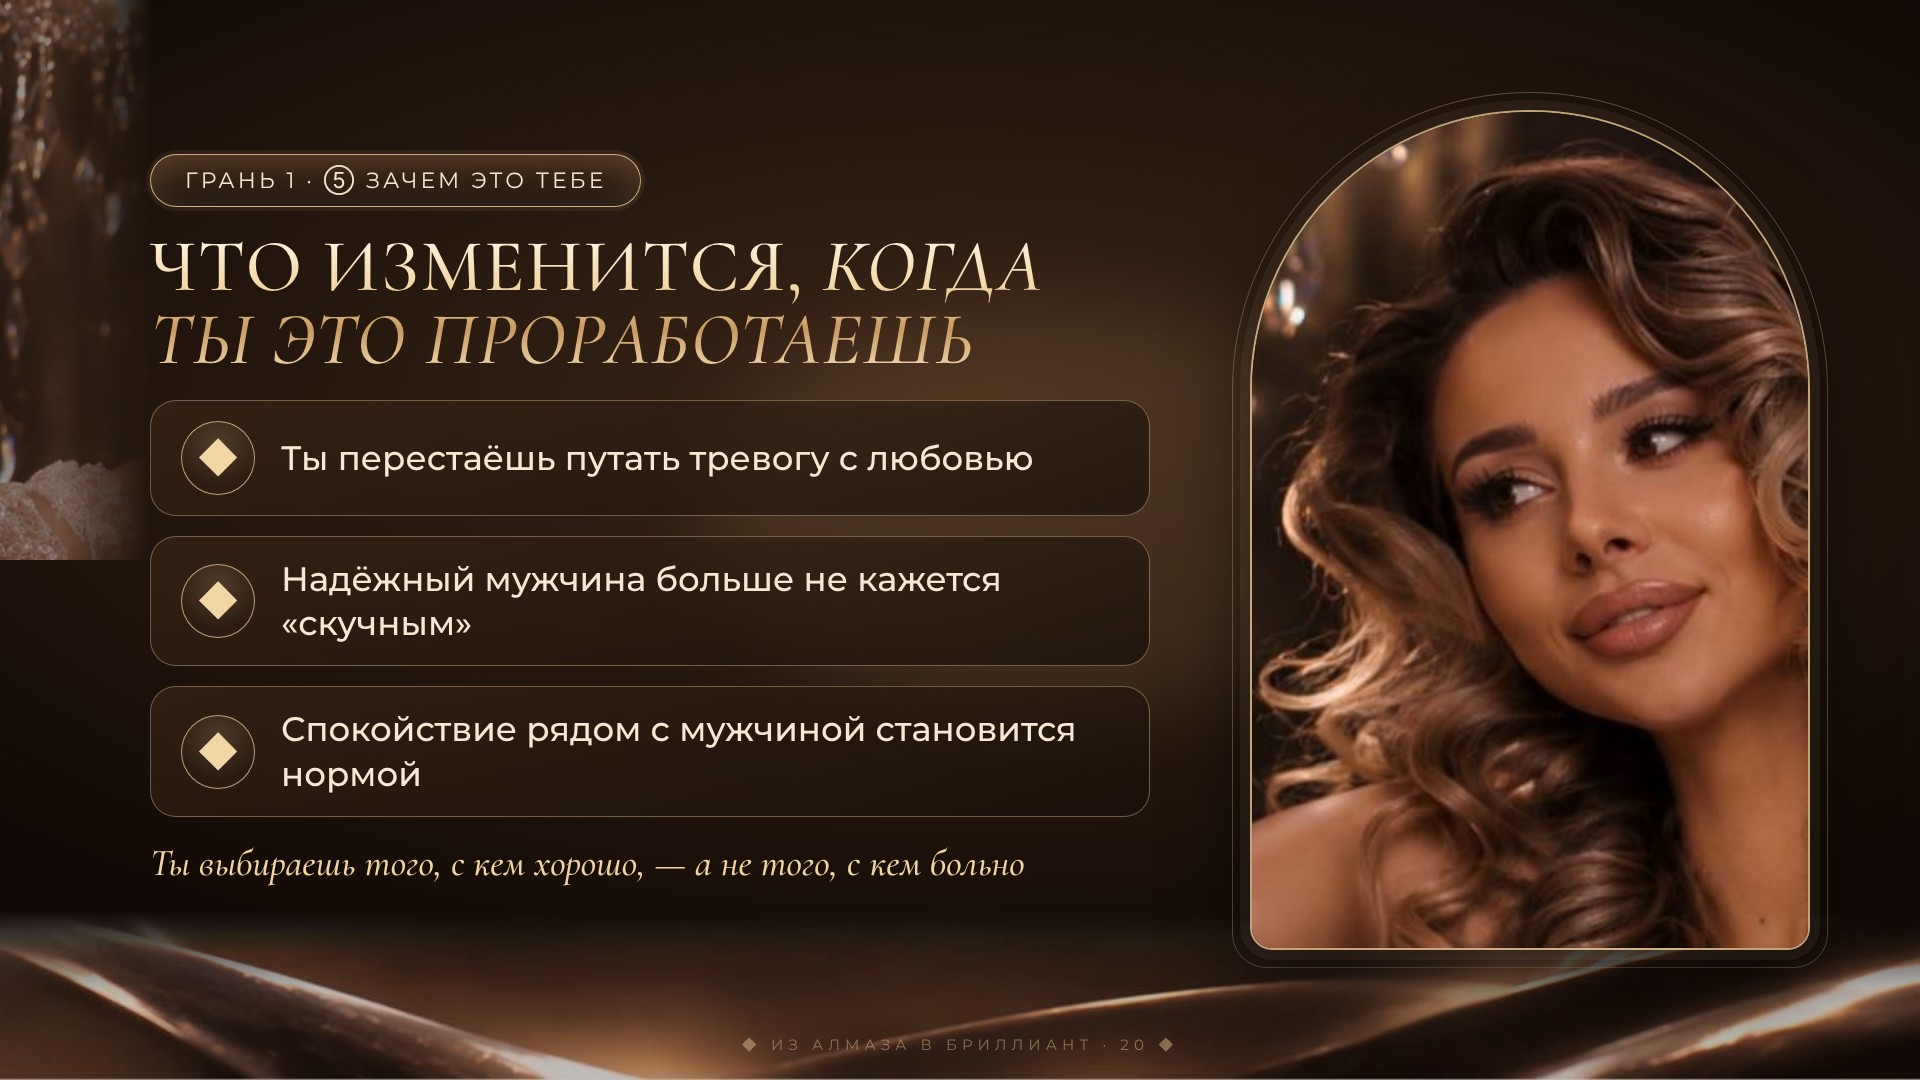 ГРАНЬ 1 · ⑤ ЗАЧЕМ ЭТО ТЕБЕ
ЧТО ИЗМЕНИТСЯ, КОГДА
ТЫ ЭТО ПРОРАБОТАЕШЬ
Ты перестаёшь путать тревогу с любовью
Надёжный мужчина больше не кажется
«скучным»
Спокойствие рядом с мужчиной становится
нормой
Ты выбираешь того, с кем хорошо, — а не того, с кем больно
◆ ИЗ АЛМАЗА В БРИЛЛИАНТ · 20 ◆